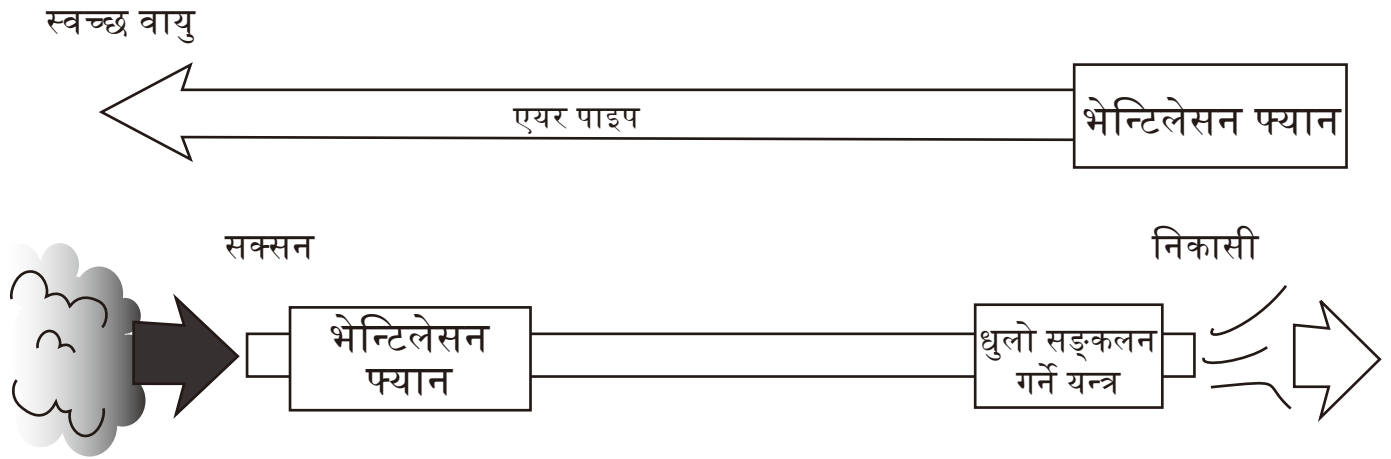 स्वच्छ वायु
एयर पाइप
भेन्टिलेसन फ्यान
सक्सन
निकासी
भेन्टिलेसन
फ्यान
धुलो सङ्कलन
गर्ने यन्त्र